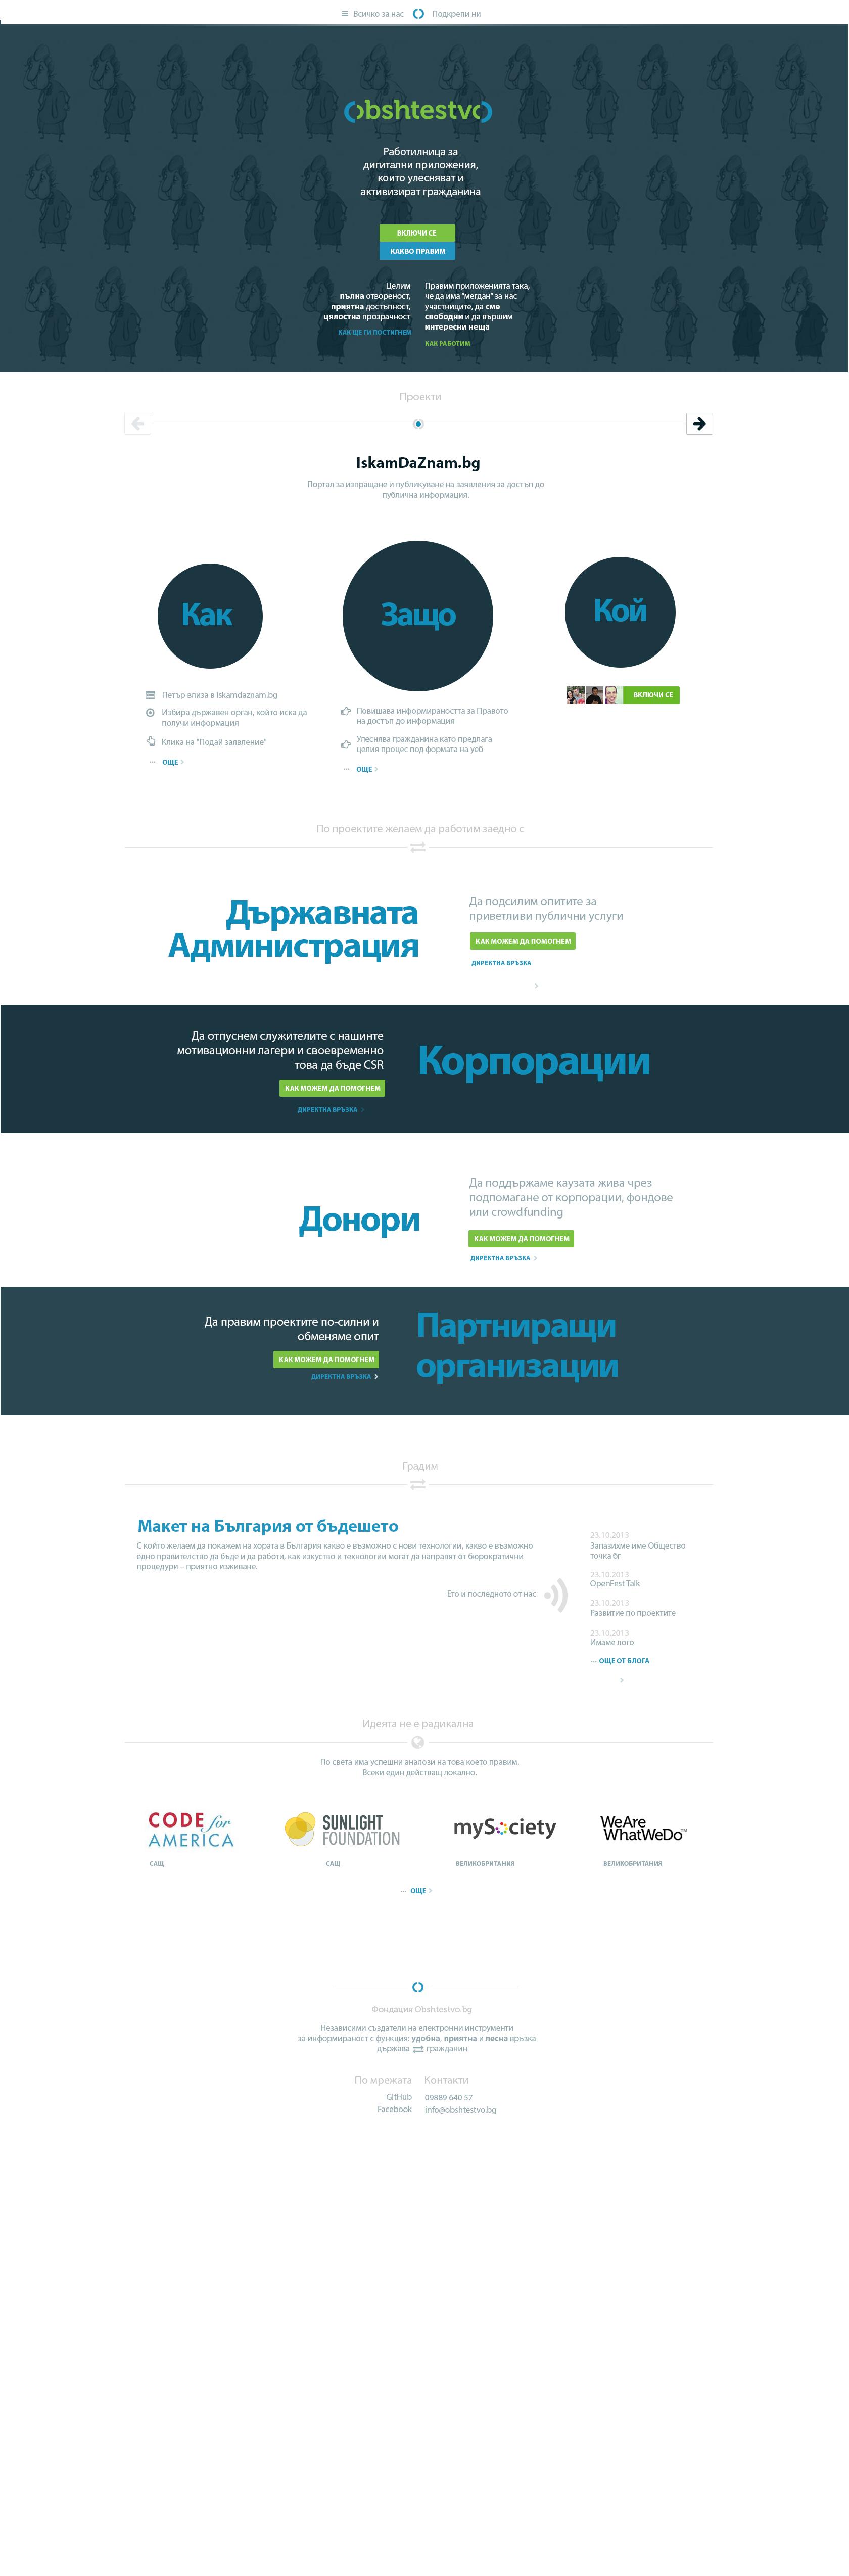 Всичко за нас
Подкрепи ни
obshtestvo
Работилница за
дигитални приложения,
които улесняват и
активизират гражданина
ВКЛЮЧИ СЕ
КАКВО ПРАВИМ
Целим
пълна отвореност,
приятна достъпност,
цялостна прозрачност
КАК ЩЕ ГИ ПОСТИГНЕМ
Правим приложенията така,
че да има "мегдан" за нас
участниците, да сме
свободни и да вършим
интересни неща
КАК РАБОТИМ
Проекти
IskamDaZnam.bg
Портал за изпращане и публикуване на заявления за достъп до
публична информация.
Как
Петър влиза в iskamdaznam.bg
Избира държавен орган, който иска да
получи информация
Клика на "Подай заявление"
... ОЩЕ
Защо
Повишава информираността за Правото
на достъп до информация
Улеснява гражданина като предлага
целия процес под формата на уеб
... ОЩЕ
Кой
ВКЛЮЧИ СЕ
По проектите желаем да работим заедно с
Държавната
Администрация
Да подсилим опитите за
приветливи публични услуги
КАК МОЖЕМ ДА ПОМОГНЕМ
ДИРЕКТНА ВРЪЗКА
Да отпуснем служителите с нашинте
мотивационни лагери и своевременно
това да бъде CSR
КАК МОЖЕМ ДА ПОМОГНЕМ
ДИРЕКТНА ВРЪЗКА
Корпорации
Донори
Да поддържаме каузата жива чрез
подпомагане от корпорации, фондове
или crowdfunding
КАК МОЖЕМ ДА ПОМОГНЕМ
ДИРЕКТНА ВРЪЗКА
Да правим проектите по-силни и
обменяме опит
КАК МОЖЕМ ДА ПОМОГНЕМ
ДИРЕКТНА ВРЪЗКА
Партниращи
организации
Градим
Макет на България от бъдешето
С който желаем да покажем на хората в България какво е възможно с нови технологии, какво е възможно
едно правителство да бъде и да работи, как изкуство и технологии могат да направят от бюрократични
процедури – приятно изживане.
Ето и последното от нас
23.10.2013
Запазихме име Общество
точка бг
23.10.2013
OpenFest Talk
23.10.2013
Развитие по проектите
23.10.2013
Имаме лого
... ОЩЕ ОТ БЛОГА
Идеята не е радикална
По света има успешни аналози на това което правим.
Всеки един действащ локално.
CODE for
AMERICA
САЩ
SUNLIGHT
FOUNDATION
САЩ
mySociety
ВЕЛИКОБРИТАНИЯ
WeAre
WhatWeDo™
ВЕЛИКОБРИТАНИЯ
... ОЩЕ
Фондация Obshtestvo.bg
Независими създатели на електронни инструменти
за информираност с функция: удобна, приятна и лесна връзка
държава гражданин
По мрежата
GitHub
Facebook
Контакти
09889 640 57
info@obshtestvo.bg